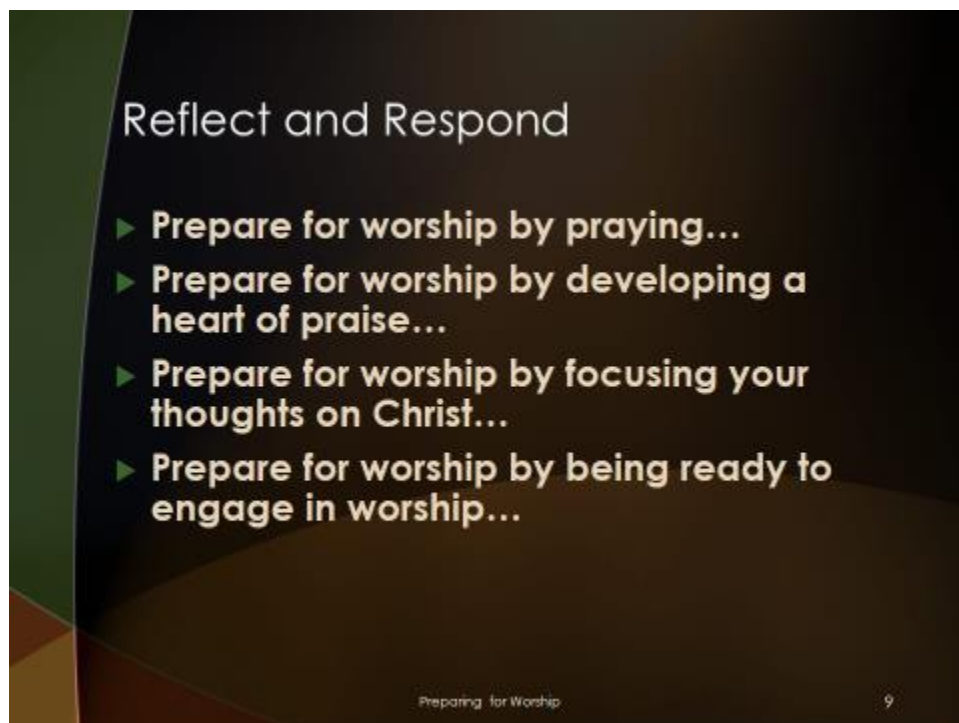 Reflect and Respond
Prepare for worship by praying…
Prepare for worship by developing a
heart of praise…
Prepare for worship by focusing your
thoughts on Christ…
Prepare for worship by being ready to
engage in worship…
Preparing for Worship
9